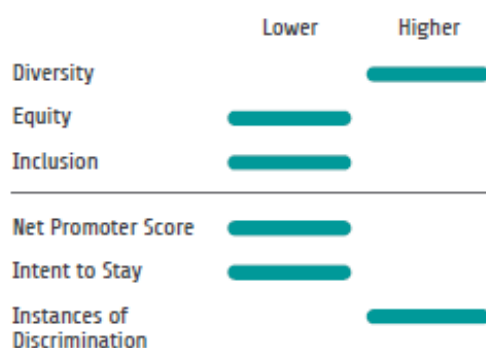 Lower Higher
Diversity
Equity
Inclusion
Net Promoter Score
Intent to Stay
Instances of
Discrimination